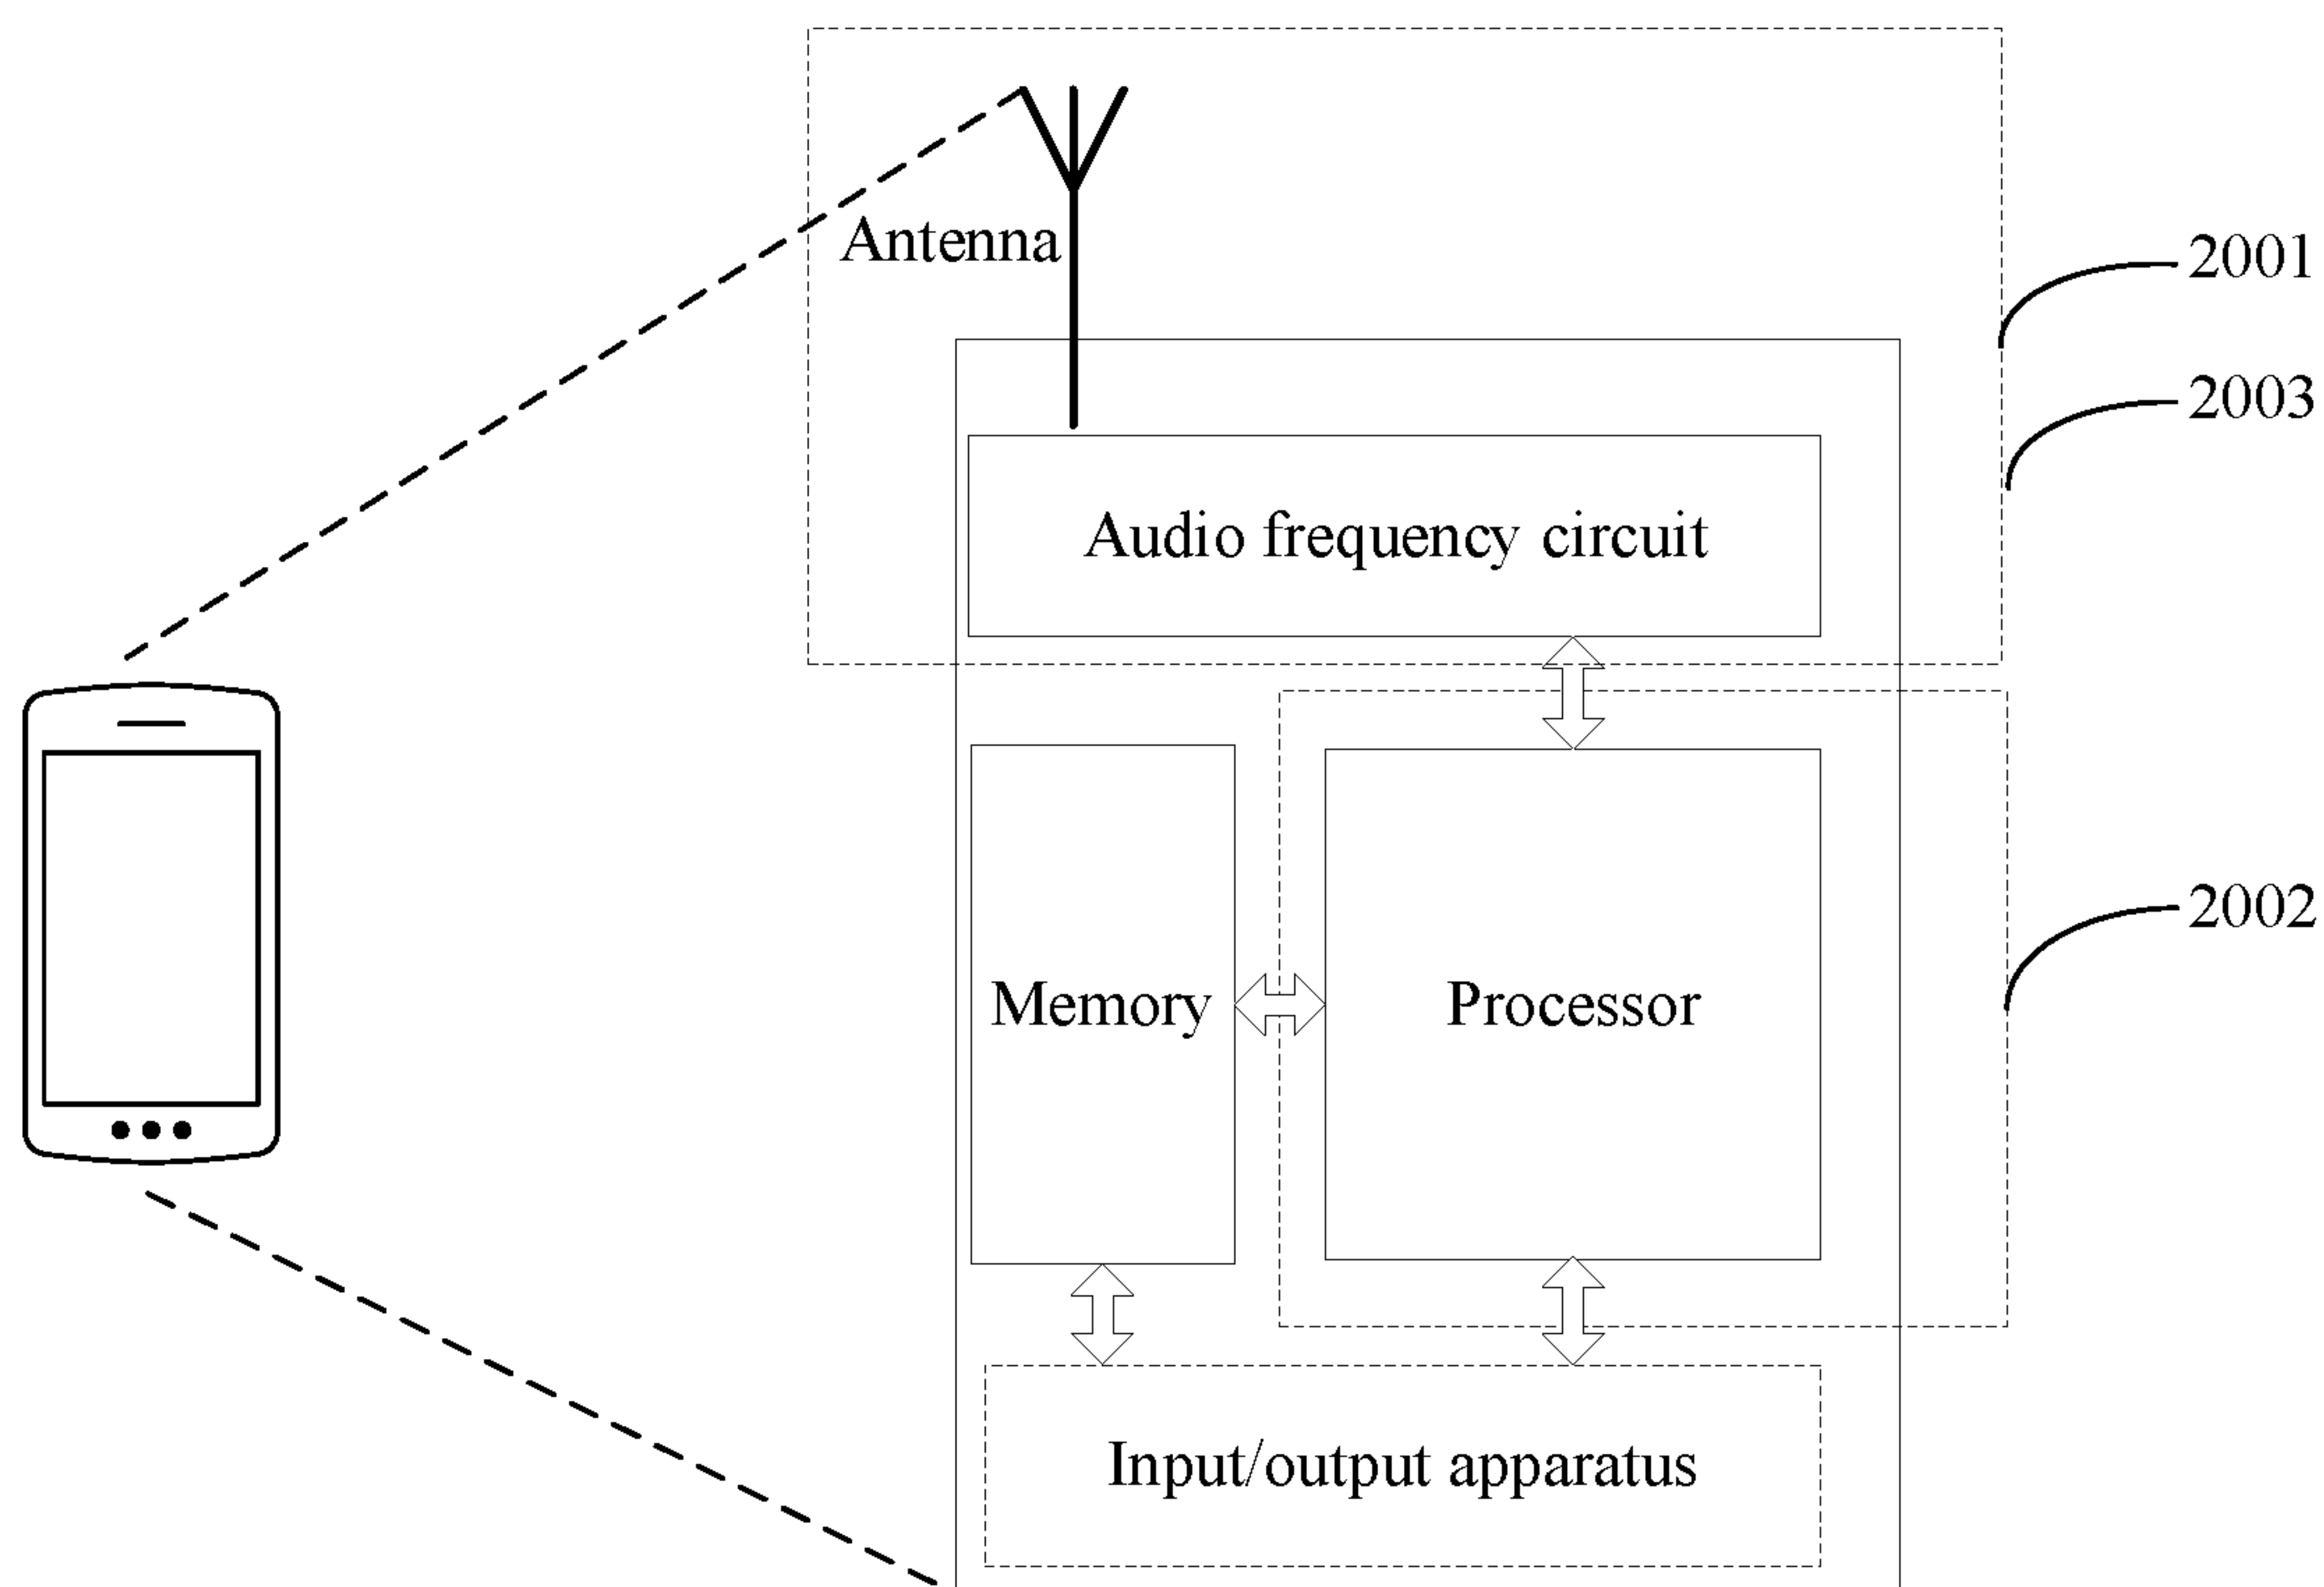 Antenna
2001
2003
Audio frequency circuit
2002
Memory
Processor
Input/output apparatus